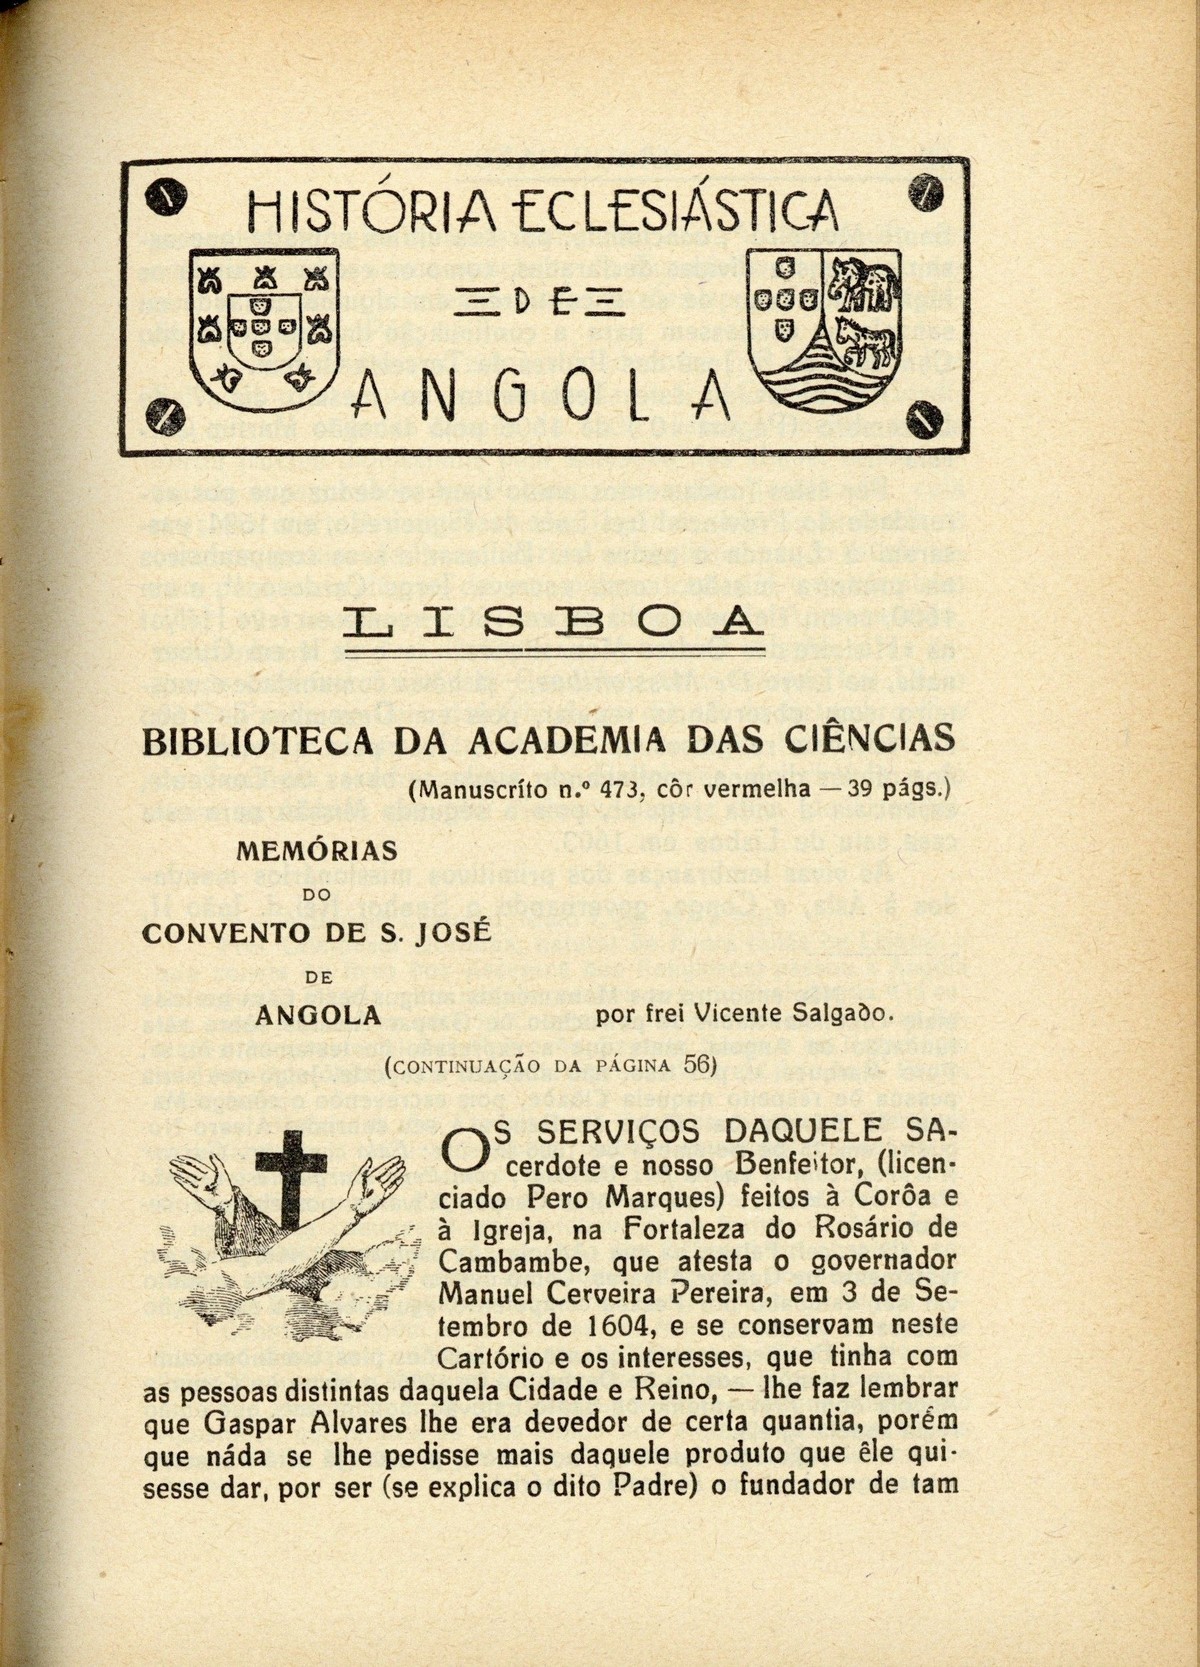 HISTÓRIA ECLESIÁSTICA
DE
ANGOLA
LISBOA
BIBLIOTECA DA ACADEMIA DAS CIÊNCIAS
(Manuscríto n.º 473, côr vermelha — 39 págs.)
MEMÓRIAS
DO
CONVENTO DE S. JOSÉ
DE
ANGOLA
por frei Vicente Salgado.
(CONTINUAÇÃO DA PÁGINA 56)
OS SERVIÇOS DAQUELE SA-
cerdote e nosso Benfeitor, (licen-
ciado Pero Marques) feitos à Corôa e
à Igreja, na Fortaleza do Rosário de
Cambambe, que atesta o governador
Manuel Cerveira Pereira, em 3 de Se-
tembro de 1604, e se conservam neste
Cartório e os interesses, que tinha com
as pessoas distintas daquela Cidade e Reino, — lhe faz lembrar
que Gaspar Alvares lhe era devedor de certa quantia, porém
que náda se lhe pedisse mais daquele produto que êle qui-
sesse dar, por ser (se explica o dito Padre) o fundador de tam